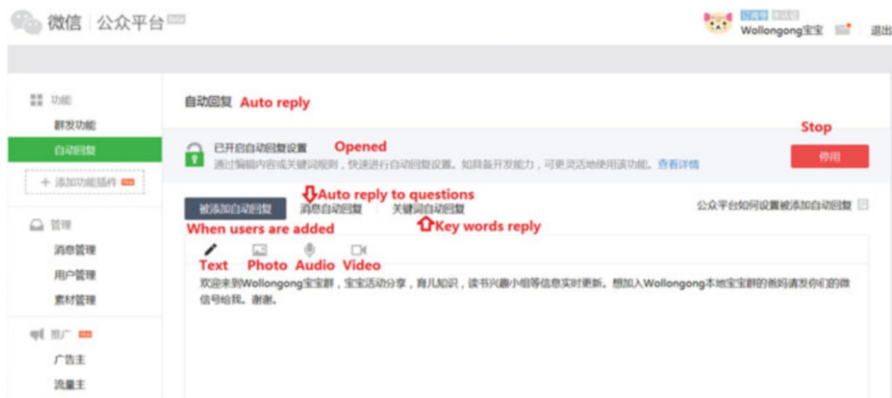 微信 | 公众平台
订阅号 未认证
Wollongong宝宝
退出
功能
群发功能
自动回复
+ 添加功能插件
管理
消息管理
用户管理
素材管理
推广
广告主
流量主
自动回复 Auto reply
Stop
已开启自动回复设置 Opened
通过编辑内容或关键词规则，快速进行自动回复设置。如具备开发能力，可更灵活地使用该功能。查看详情
停用
Auto reply to questions
被添加自动回复 消息自动回复 关键词自动回复
公众平台如何设置被添加自动回复
When users are added Key words reply
Text Photo Audio Video
欢迎来到Wollongong宝宝群，宝宝活动分享，育儿知识，读书兴趣小组等信息实时更新。想加入Wollongong本地宝宝群的爸妈请发你们的微
信号给我。谢谢。